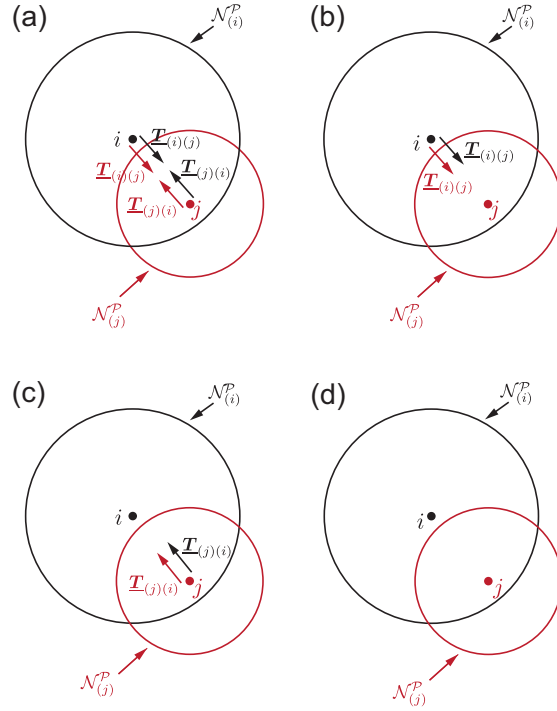 (a)
𝒩^𝒫_(i)
i
T_(i)(j)
T_(i)(j)
T_(j)(i)
T_(j)(i)
j
𝒩^𝒫_(j)
(b)
𝒩^𝒫_(i)
i
T_(i)(j)
T_(i)(j)
j
𝒩^𝒫_(j)
(c)
𝒩^𝒫_(i)
i
T_(j)(i)
T_(j)(i)
j
𝒩^𝒫_(j)
(d)
𝒩^𝒫_(i)
i
j
𝒩^𝒫_(j)